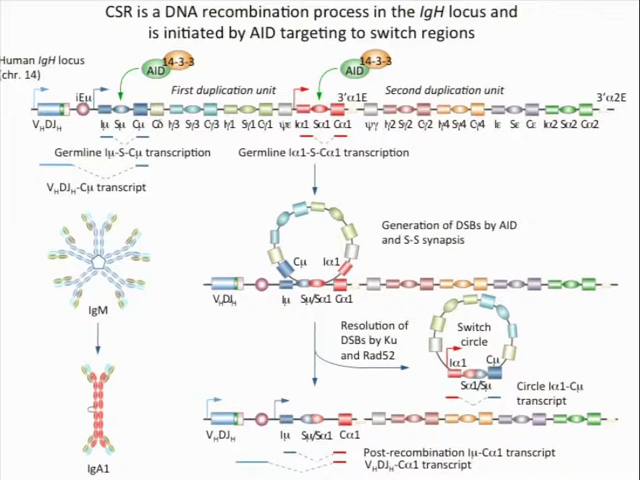 CSR is a DNA recombination process in the IgH locus and
is initiated by AID targeting to switch regions
Human IgH locus
(chr. 14)
AID 14-3-3
AID 14-3-3
iEμ
First duplication unit
3’α1E
Second duplication unit
3’α2E
VHDJH Iμ Sμ Cμ Cδ Iγ3 Sγ3 Cγ3 Iγ1 Sγ1 Cγ1 ψε Iα1 Sα1 Cα1 ψγ Iγ2 Sγ2 Cγ2 Iγ4 Sγ4 Cγ4 Iε Sε Cε Iα2 Sα2 Cα2
Germline Iμ-S-Cμ transcription
Germline Iα1-S-Cα1 transcription
VHDJH-Cμ transcript
Generation of DSBs by AID
and S-S synapsis
Cμ Iα1
VHDJH Iμ Sμ/Sα1 Cα1
IgM
Resolution of
DSBs by Ku
and Rad52
Switch
circle
Iα1 Cμ
Sα1/Sμ
Circle Iα1-Cμ
transcript
VHDJH Iμ Sμ/Sα1 Cα1
Post-recombination Iμ-Cα1 transcript
VHDJH-Cα1 transcript
IgA1